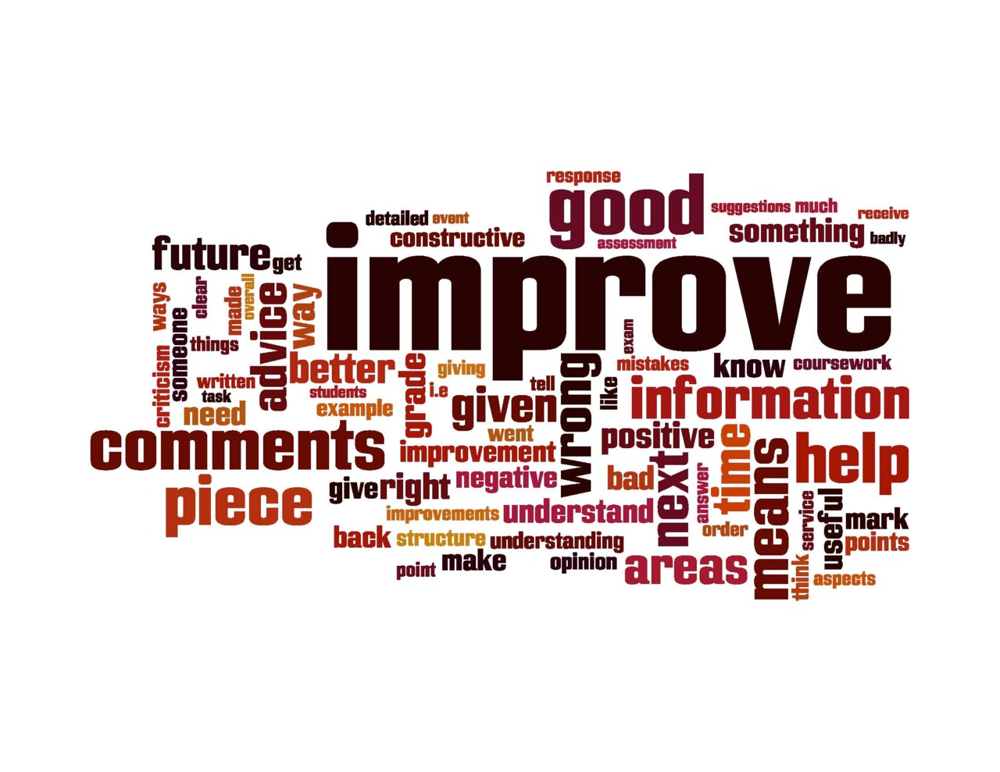 response
good
suggestions
much
receive
detailed
event
constructive
assessment
something
badly
future
get
improve
ways
clear
made
overall
advice
way
someone
things
criticism
written
task
need
better
students
example
grade
giving
i.e
tell
given
went
wrong
like
exam
mistakes
know
coursework
information
comments
improvement
positive
time
means
help
piece
give
right
negative
bad
next
answer
improvements
understand
order
service
useful
mark
points
back
structure
understanding
point
make
opinion
areas
think
aspects